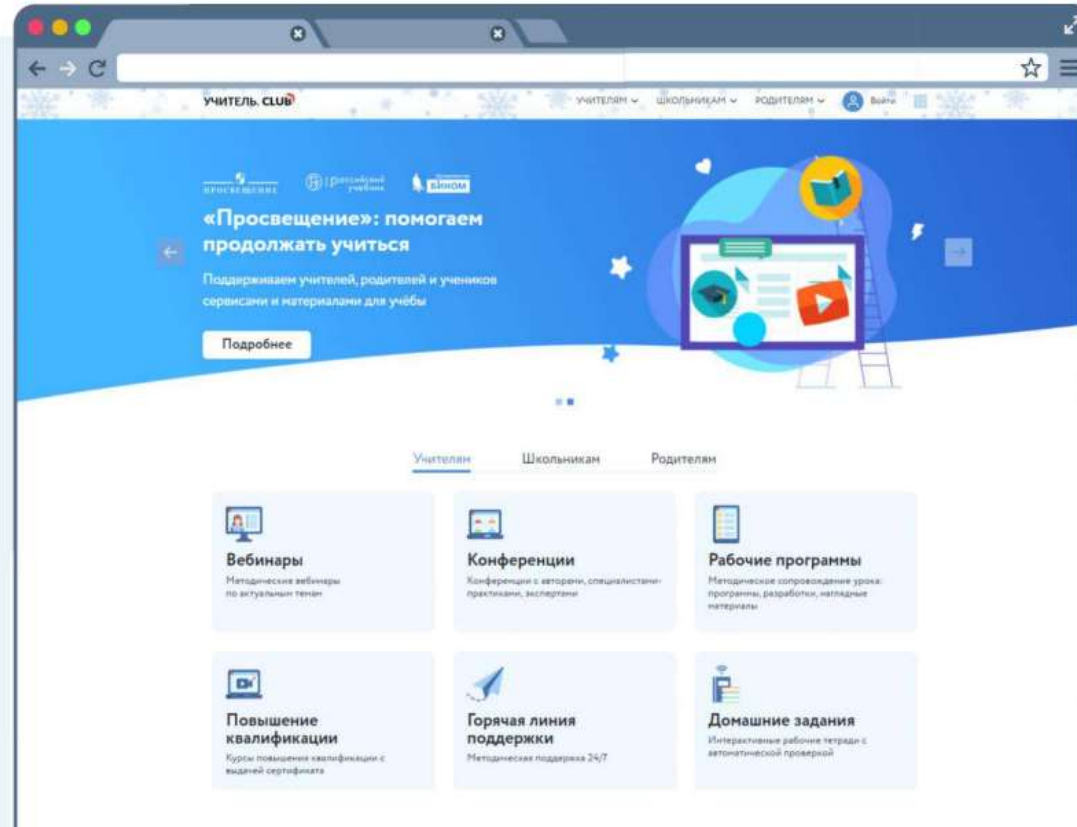 УЧИТЕЛЬ. CLUB
УЧИТЕЛЯМ
ШКОЛЬНИКАМ
РОДИТЕЛЯМ
Войти
ПРОСВЕЩЕНИЕ
российский
учебник
БИНОМ
«Просвещение»: помогаем
продолжать учиться
Поддерживаем учителей, родителей и учеников
сервисами и материалами для учёбы
Подробнее
Учителям
Школьникам
Родителям
Вебинары
Методические вебинары
по актуальным темам
Конференции
Конференции с авторами, специалистами-
практиками, экспертами
Рабочие программы
Методическое сопровождение урока:
программы, разработки, наглядные
материалы
Повышение
квалификации
Курсы повышения квалификации с
выдачей сертификата
Горячая линия
поддержки
Методическая поддержка 24/7
Домашние задания
Интерактивные рабочие тетради с
автоматической проверкой